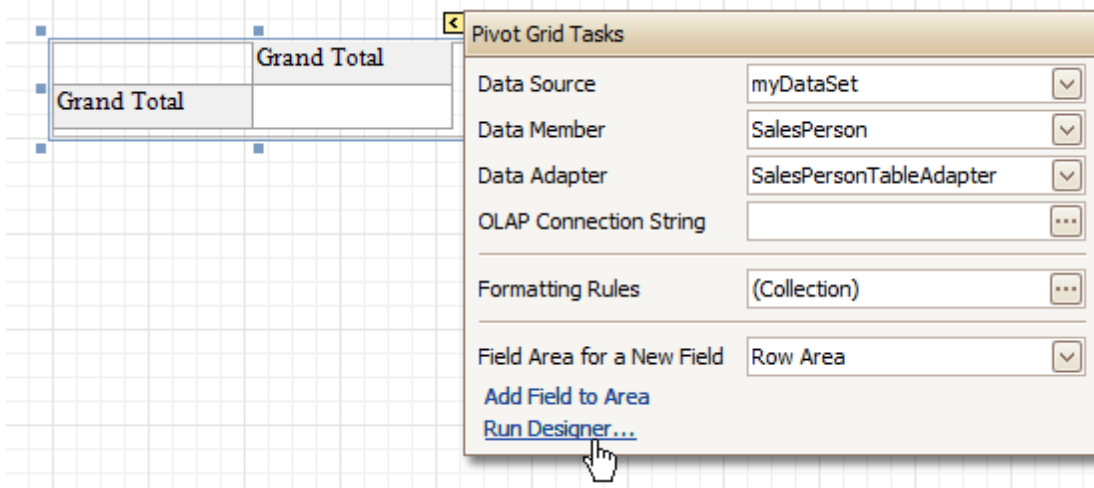 Grand Total
Grand Total
Pivot Grid Tasks
Data Source myDataSet
Data Member SalesPerson
Data Adapter SalesPersonTableAdapter
OLAP Connection String
Formatting Rules (Collection)
Field Area for a New Field Row Area
Add Field to Area
Run Designer...